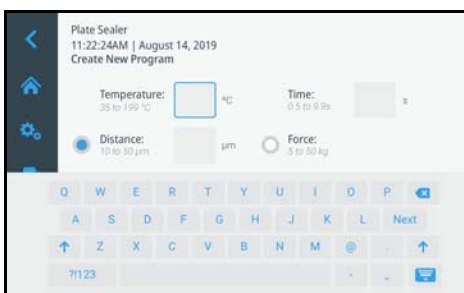 Plate Sealer
11:22:24AM | August 14, 2019
Create New Program
Temperature: °C Time: s
35 to 199 °C 0.5 to 9.9s
Distance: µm Force:
10 to 50 µm 5 to 50 kg
Q W E R T Y U I O P
A S D F G H J K L Next
Z X C V B N M @ .
?!123 - _